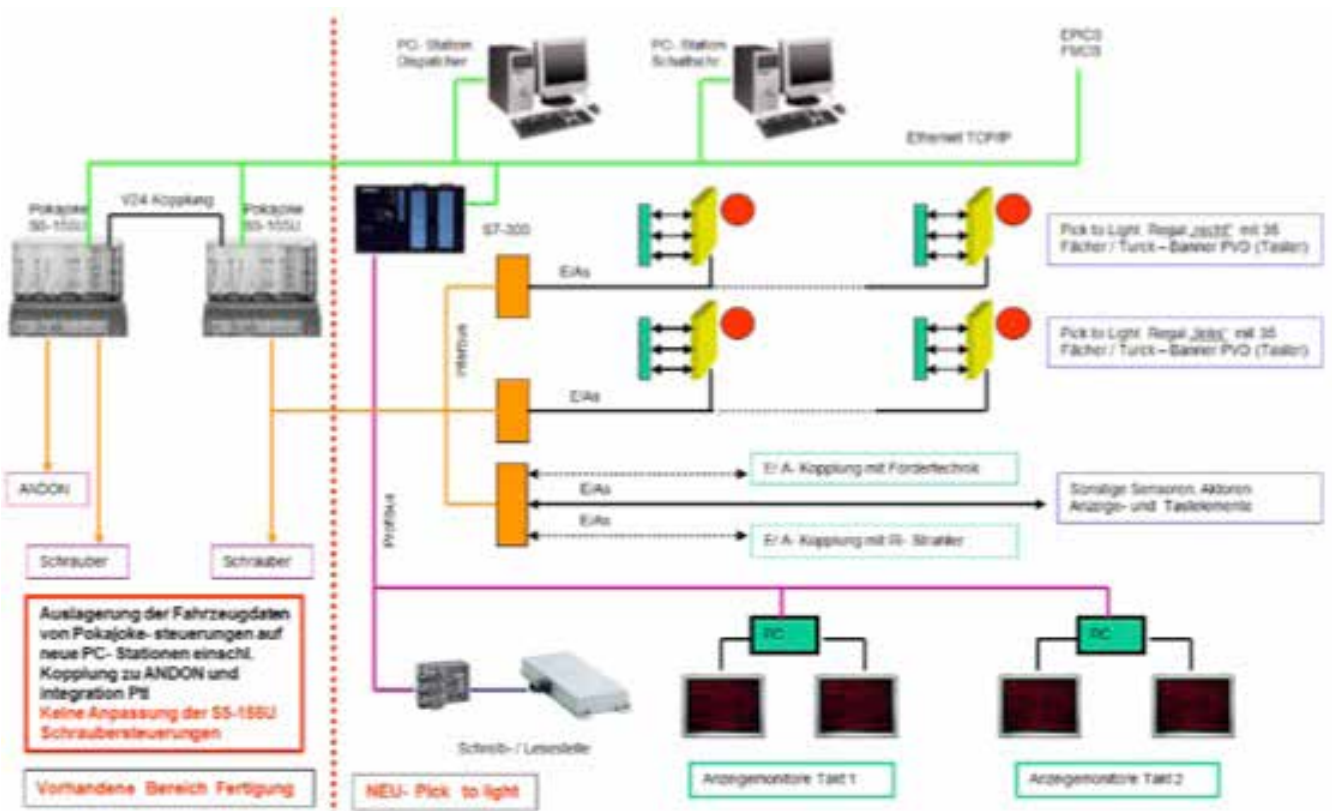 PC- Station
Dispatcher
PC- Station
EPICS
FMCS
Ethernet TCP/IP
V24 Kopplung
Pokajoke
S5-155U
Pokajoke
S5-155U
S7-300
E/As
Pick to Light Regal „recht“ mit 36
Fächer / Turck – Banner PVD (Taster)
Interbus
Pick to Light Regal „links“ mit 36
Fächer / Turck – Banner PVD (Taster)
E/As
E/ A- Kopplung mit Fördertechnik
E/As
Sonstige Sensoren, Aktoren
Anzeige- und Tastelemente
E/As
E/ A- Kopplung mit IR- Strahler
Profibus
ANDON
Schrauber
Schrauber
Auslagerung der Fahrzeugdaten
von Pokajoke- steuerungen auf
neue PC- Stationen einschl.
Kopplung zu ANDON und
integration Ptl
Keine Anpassung der S5-155U
Schraubersteuerungen
PC
PC
Schreib- / Lesestelle
Anzeigemonitore Takt 1
Anzeigemonitore Takt 2
Vorhandene Bereich Fertigung
NEU- Pick to light